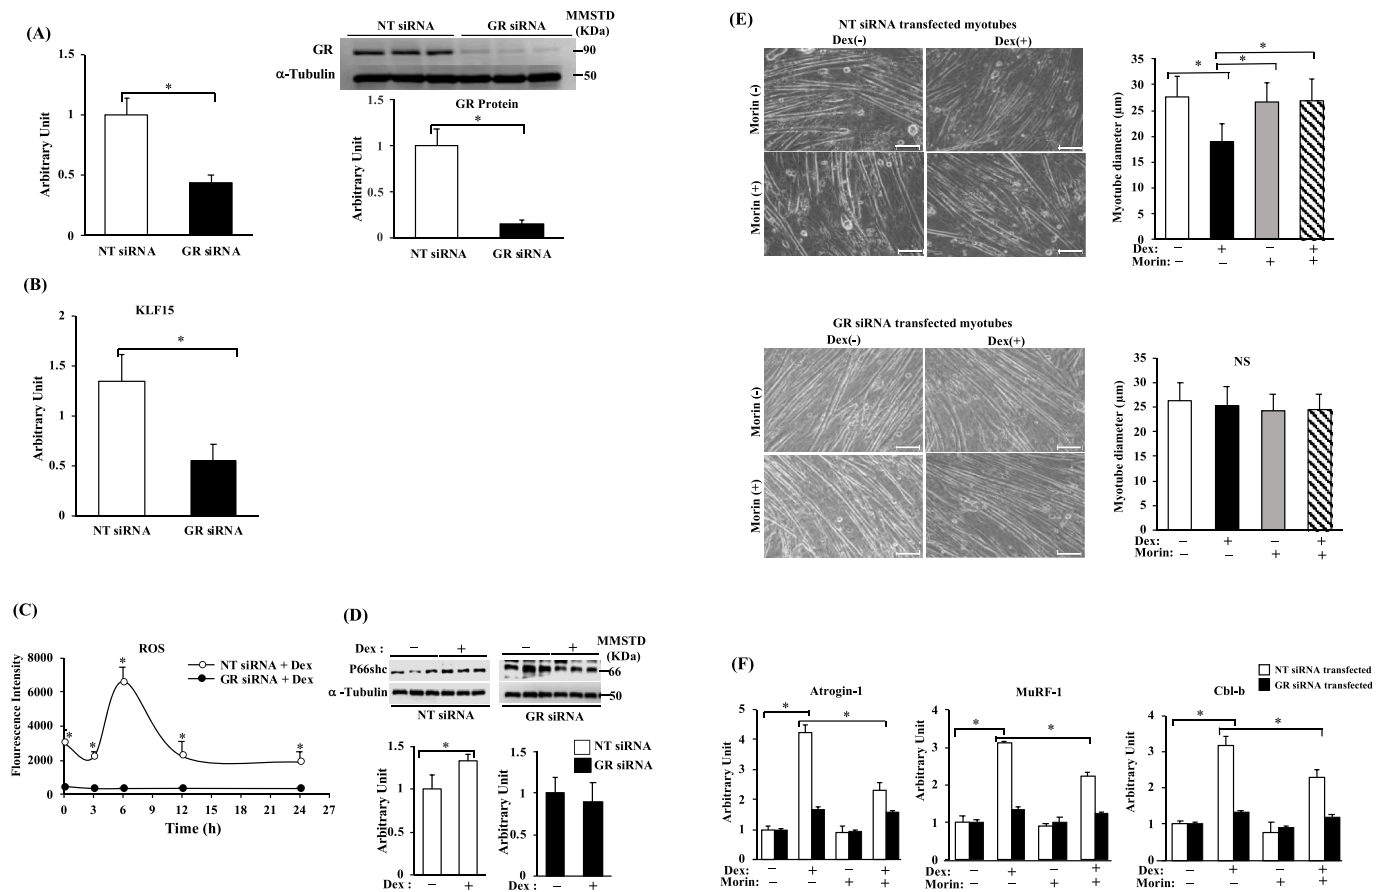 (A)
1.5
1
0.5
0
Arbitrary Unit
*
NT siRNA
GR siRNA
NT siRNA
GR siRNA
MMSTD
(KDa)
GR
90
α-Tubulin
50
GR Protein
1.5
1
0.5
0
Arbitrary Unit
*
NT siRNA
GR siRNA
(B)
KLF15
2
1.5
1
0.5
0
Arbitrary Unit
*
NT siRNA
GR siRNA
(C)
ROS
8000
6000
4000
2000
0
Flourescence Intensity
NT siRNA + Dex
GR siRNA + Dex
* * * * *
0 3 6 9 12 15 18 21 24 27
Time (h)
(D)
Dex : – +
– +
MMSTD
(KDa)
P66shc
66
α-Tubulin
50
NT siRNA
GR siRNA
NT siRNA
GR siRNA
1.5
1
0.5
0
Arbitrary Unit
*
Dex : – +
1.5
1
0.5
0
Arbitrary Unit
Dex : – +
(E)
NT siRNA transfected myotubes
Dex(-)
Dex(+)
Morin (-)
Morin (+)
35
30
25
20
15
10
5
0
Myotube diameter (µm)
* * *
Dex: – + – +
Morin: – – + +
GR siRNA transfected myotubes
Dex(-)
Dex(+)
Morin (-)
Morin (+)
NS
35
30
25
20
15
10
5
0
Myotube diameter (µm)
Dex: – + – +
Morin: – – + +
(F)
NT siRNA transfected
GR siRNA transfected
Atrogin-1
5
4
3
2
1
0
Arbitrary Unit
* *
Dex: – + – +
Morin: – – + +
MuRF-1
4
3
2
1
0
Arbitrary Unit
* *
Dex: – + – +
Morin: – – + +
Cbl-b
4
3
2
1
0
Arbitrary Unit
* *
Dex: – + – +
Morin: – – + +